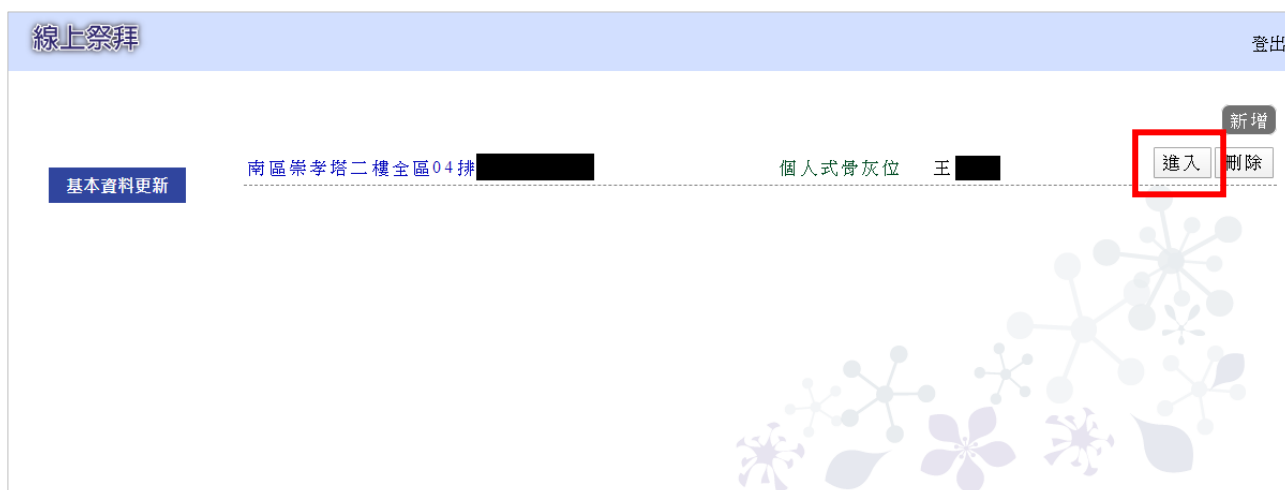 線上祭拜
登出
新增
南區崇孝塔二樓全區04排 個人式骨灰位 王 進入 刪除
基本資料更新